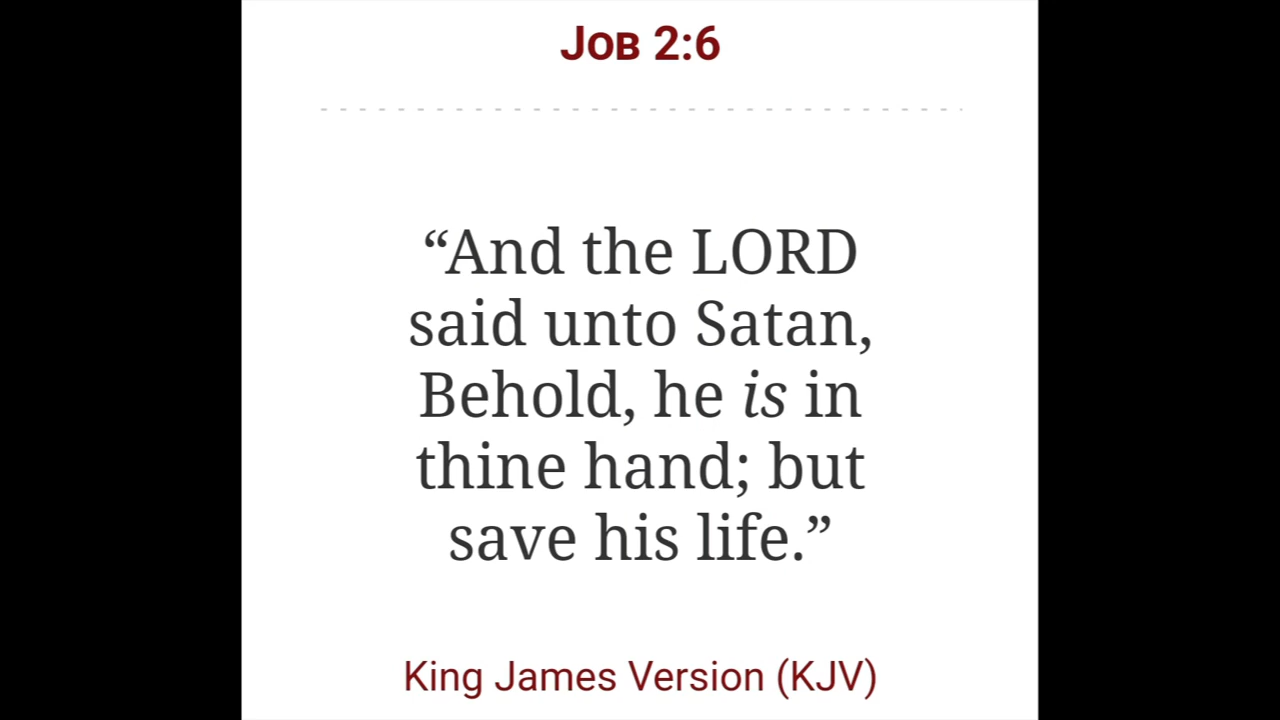 Job 2:6
“And the LORD
said unto Satan,
Behold, he is in
thine hand; but
save his life.”
King James Version (KJV)